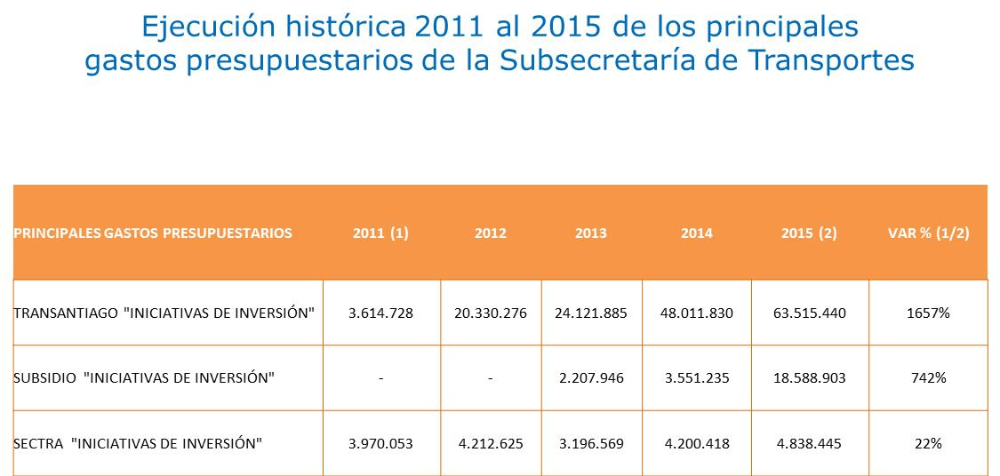 Ejecución histórica 2011 al 2015 de los principales
gastos presupuestarios de la Subsecretaría de Transportes
PRINCIPALES GASTOS PRESUPUESTARIOS 2011 (1) 2012 2013 2014 2015 (2) VAR % (1/2)
TRANSANTIAGO "INICIATIVAS DE INVERSIÓN" 3.614.728 20.330.276 24.121.885 48.011.830 63.515.440 1657%
SUBSIDIO "INICIATIVAS DE INVERSIÓN" - - 2.207.946 3.551.235 18.588.903 742%
SECTRA "INICIATIVAS DE INVERSIÓN" 3.970.053 4.212.625 3.196.569 4.200.418 4.838.445 22%